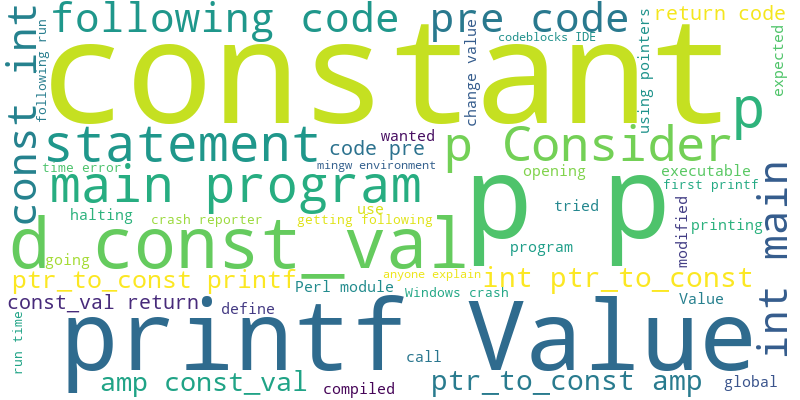 following code
pre code
return code
codeblocks IDE
const int
following run
constant
change value
using pointers
expected
p
statement
wanted
code pre
p Consider
mingw environment
time error
main program
opening
executable
first printf
p p
tried
halting
crash reporter
use
getting following
modified
printing
int main
d const_val
program
going
anyone explain
ptr_to_const printf
Perl module
int ptr_to_const
Windows crash
const_val return
define
Value
printf Value
run time
call
amp const_val
compiled
ptr_to_const amp
global